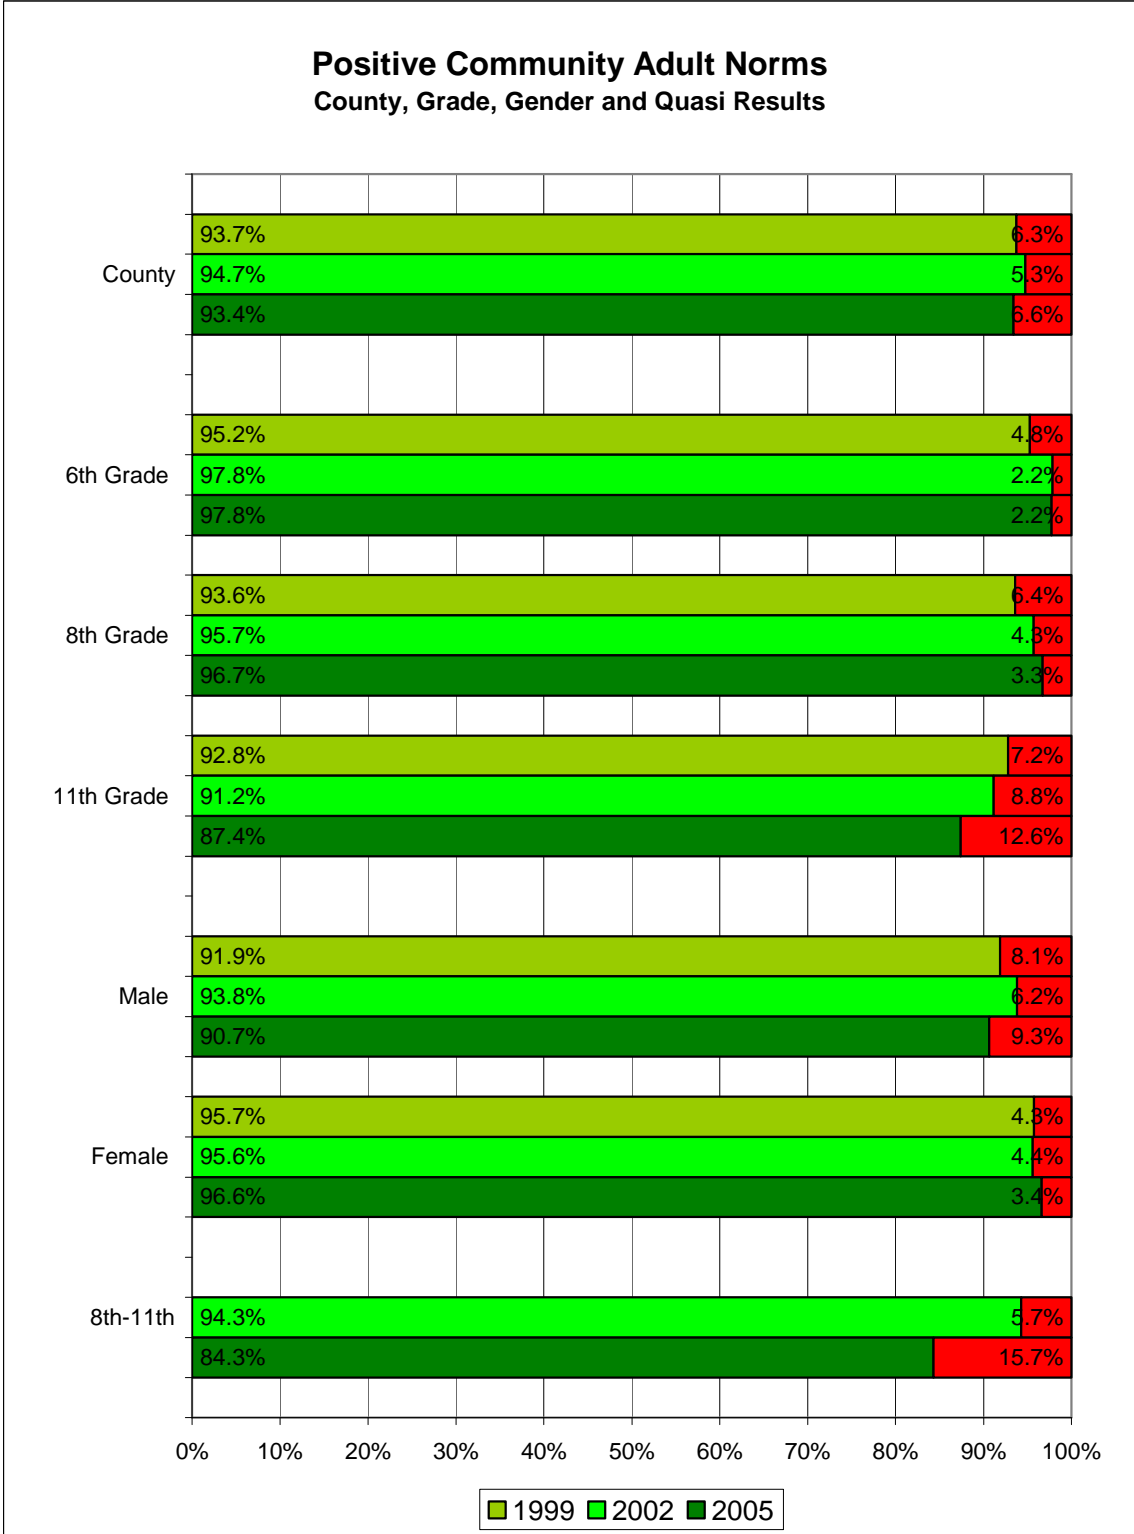 Positive Community Adult Norms
County, Grade, Gender and Quasi Results
93.7% 6.3%
County 94.7% 5.3%
93.4% 6.6%
95.2% 4.8%
6th Grade 97.8% 2.2%
97.8% 2.2%
93.6% 6.4%
8th Grade 95.7% 4.3%
96.7% 3.3%
92.8% 7.2%
11th Grade 91.2% 8.8%
87.4% 12.6%
91.9% 8.1%
Male 93.8% 6.2%
90.7% 9.3%
95.7% 4.3%
Female 95.6% 4.4%
96.6% 3.4%
8th-11th 94.3% 5.7%
84.3% 15.7%
0% 10% 20% 30% 40% 50% 60% 70% 80% 90% 100%
1999 2002 2005